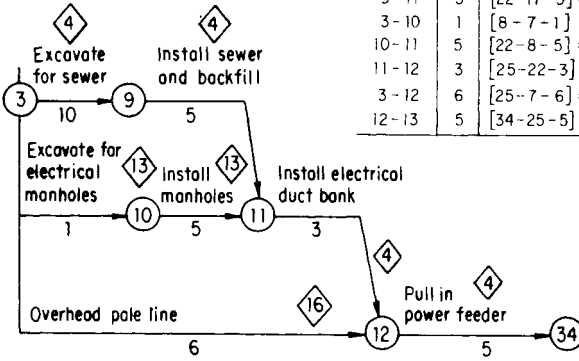 4
Excavate
for sewer
3
10
9
4
Install sewer
and backfill
5
9-11 5 [22-17-5] =
3-10 1 [8-7-1]
10-11 5 [22-8-5] =
11-12 3 [25-22-3]
3-12 6 [25-7-6] =
12-13 5 [34-25-5]
Excavate for
electrical
manholes
13
1
10
Install
manholes
13
5
11
Install electrical
duct bank
3
4
Overhead pale line
16
6
12
Pull in
power feeder
4
5
34